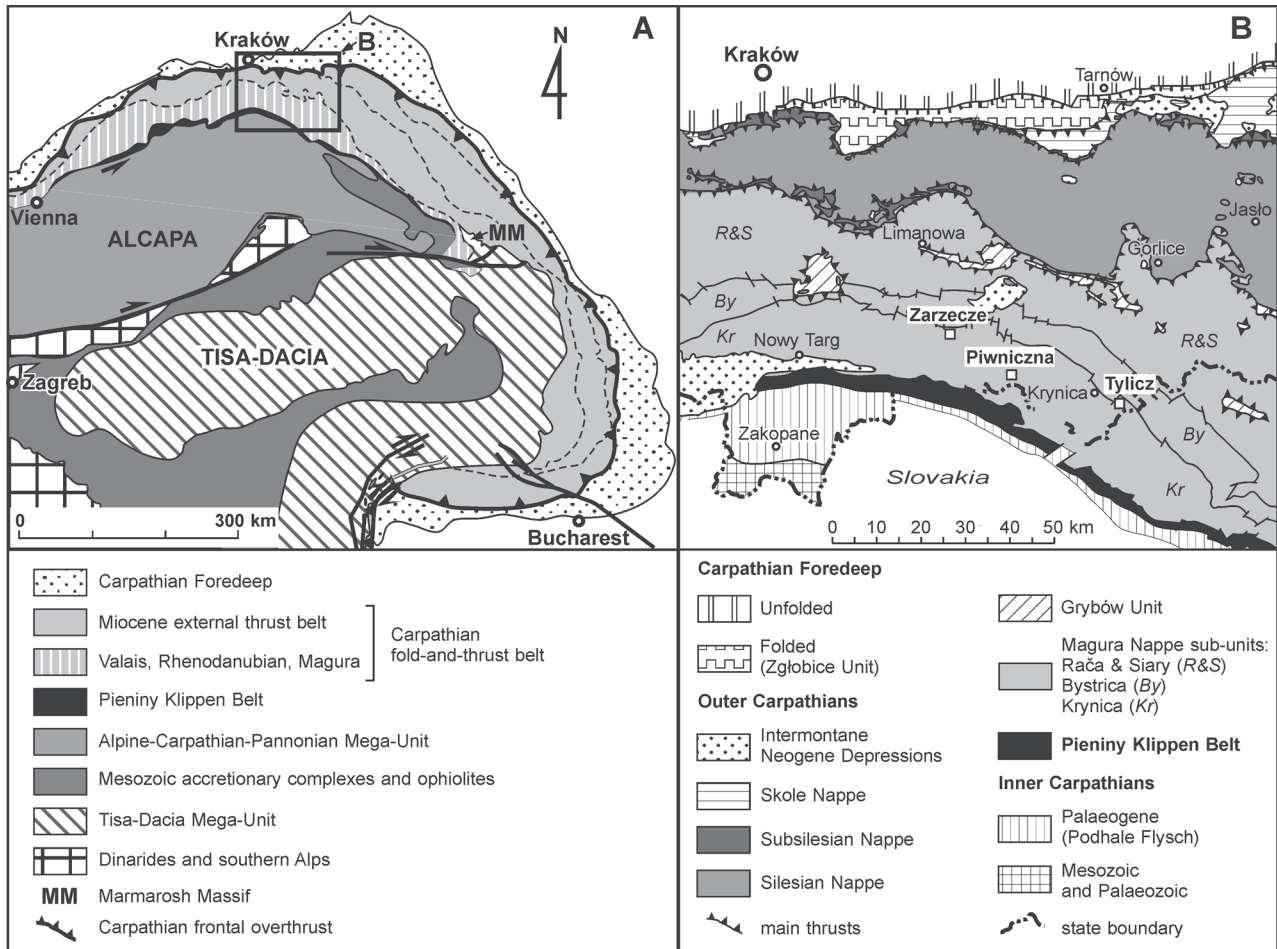 A
N
Kraków
B
Vienna
ALCAPA
MM
TISA-DACIA
Zagreb
0
300 km
Bucharest
Carpathian Foredeep
Miocene external thrust belt
Valais, Rhenodanubian, Magura
Carpathian
fold-and-thrust belt
Pieniny Klippen Belt
Alpine-Carpathian-Pannonian Mega-Unit
Mesozoic accretionary complexes and ophiolites
Tisa-Dacia Mega-Unit
Dinarides and southern Alps
MM Marmarosh Massif
Carpathian frontal overthrust
B
Kraków
Tarnów
R&S
Limanowa
Jasło
Gorlice
By
Zarzecze
Kr
Nowy Targ
R&S
Piwniczna
Krynica
Tylicz
Zakopane
By
Slovakia
Kr
0 10 20 30 40 50 km
Carpathian Foredeep
Unfolded
Folded
(Zgłobice Unit)
Outer Carpathians
Intermontane
Neogene Depressions
Skole Nappe
Subsilesian Nappe
Silesian Nappe
main thrusts
Grybów Unit
Magura Nappe sub-units:
Rača & Siary (R&S)
Bystrica (By)
Krynica (Kr)
Pieniny Klippen Belt
Inner Carpathians
Palaeogene
(Podhale Flysch)
Mesozoic
and Palaeozoic
state boundary